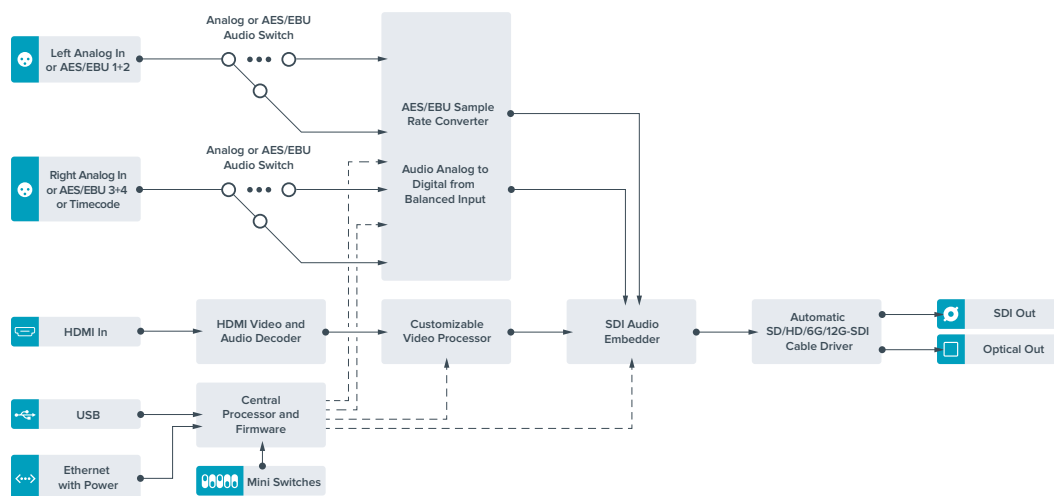 Analog or AES/EBU
Audio Switch
Left Analog In
or AES/EBU 1+2
AES/EBU Sample
Rate Converter
Analog or AES/EBU
Audio Switch
Right Analog In
or AES/EBU 3+4
or Timecode
Audio Analog to
Digital from
Balanced Input
HDMI In
HDMI Video and
Audio Decoder
Customizable
Video Processor
SDI Audio
Embedder
Automatic
SD/HD/6G/12G-SDI
Cable Driver
SDI Out
Optical Out
USB
Central
Processor and
Firmware
Ethernet
with Power
Mini Switches